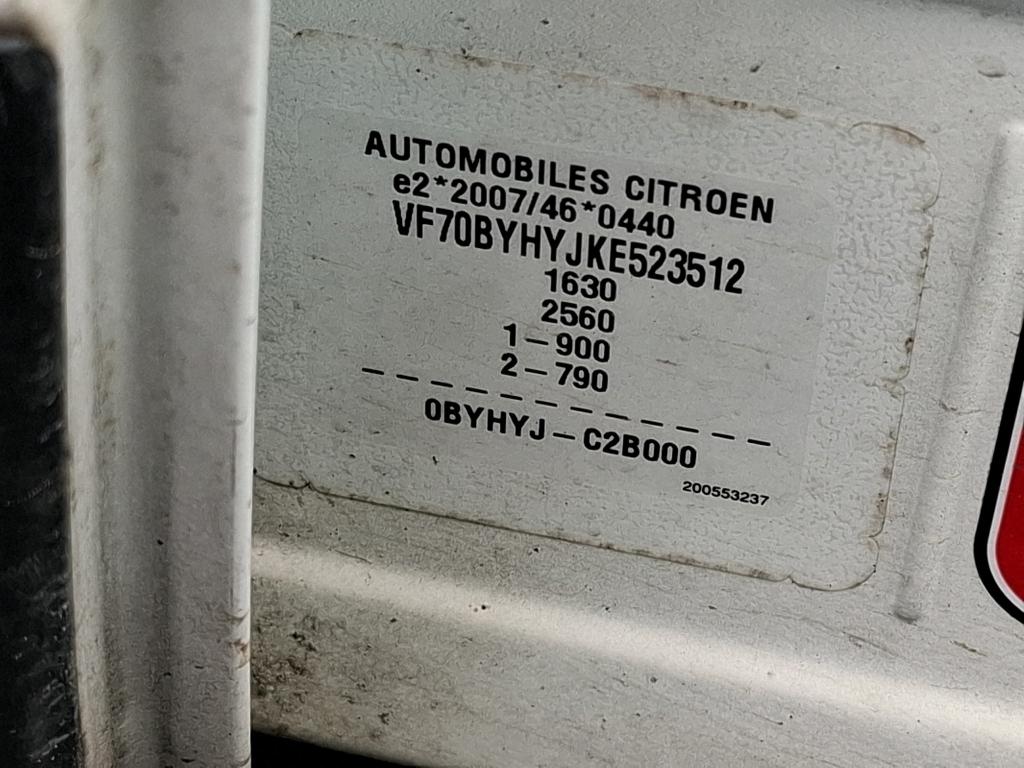 AUTOMOBILES CITROEN
e2*2007/46*0440
VF70BYHYJKE523512
1630
2560
1-900
2-790
0BYHYJ-C2B000
200553237